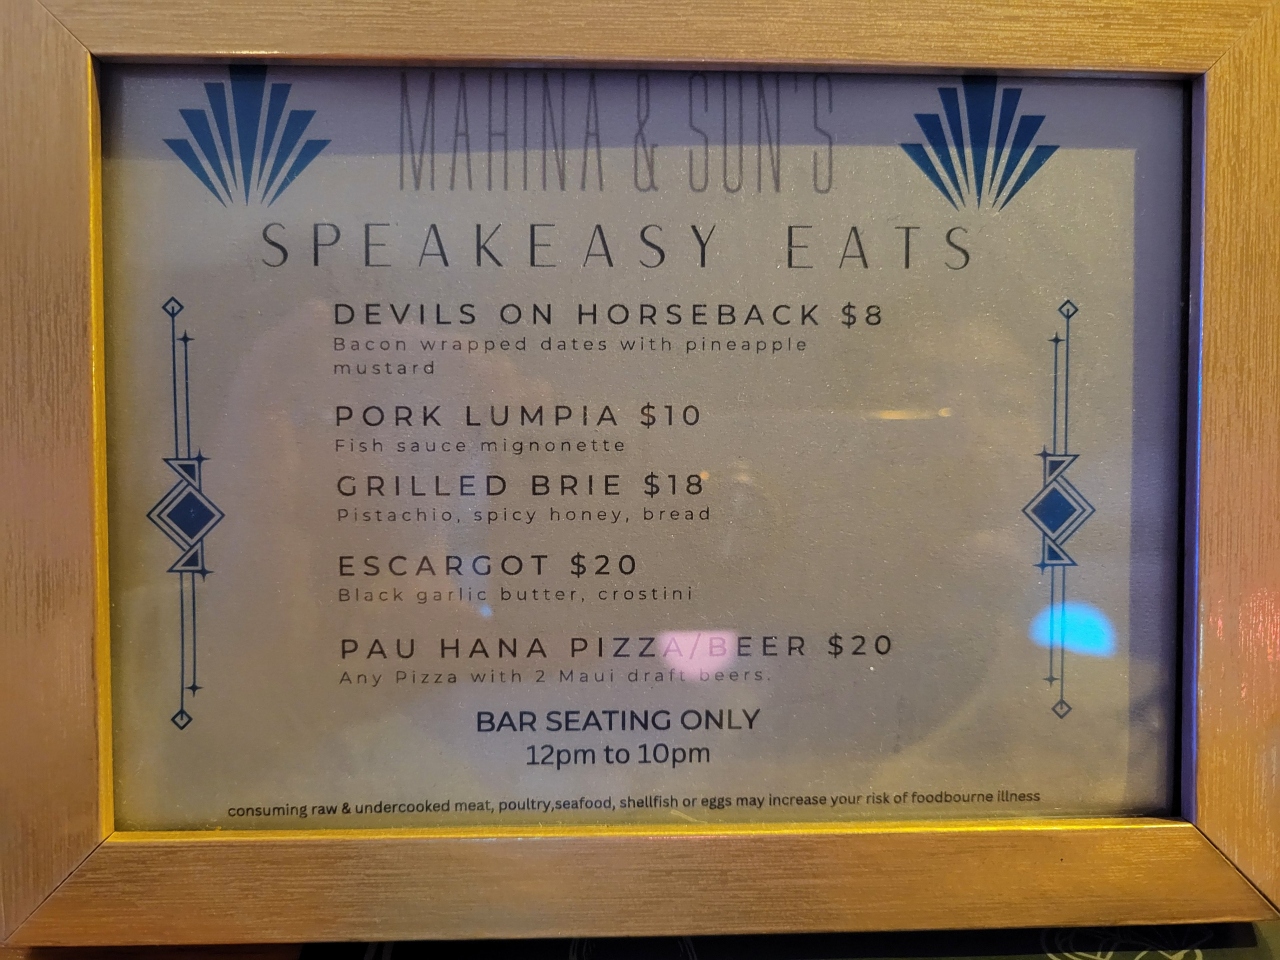 MAHINA & SUN'S
SPEAKEASY EATS
DEVILS ON HORSEBACK $8
Bacon wrapped dates with pineapple
mustard
PORK LUMPIA $10
Fish sauce mignonette
GRILLED BRIE $18
Pistachio, spicy honey, bread
ESCARGOT $20
Black garlic butter, crostini
PAU HANA PIZZA/BEER $20
Any Pizza with 2 Maui draft beers.
BAR SEATING ONLY
12pm to 10pm
consuming raw & undercooked meat, poultry,seafood, shellfish or eggs may increase your risk of foodbourne illness